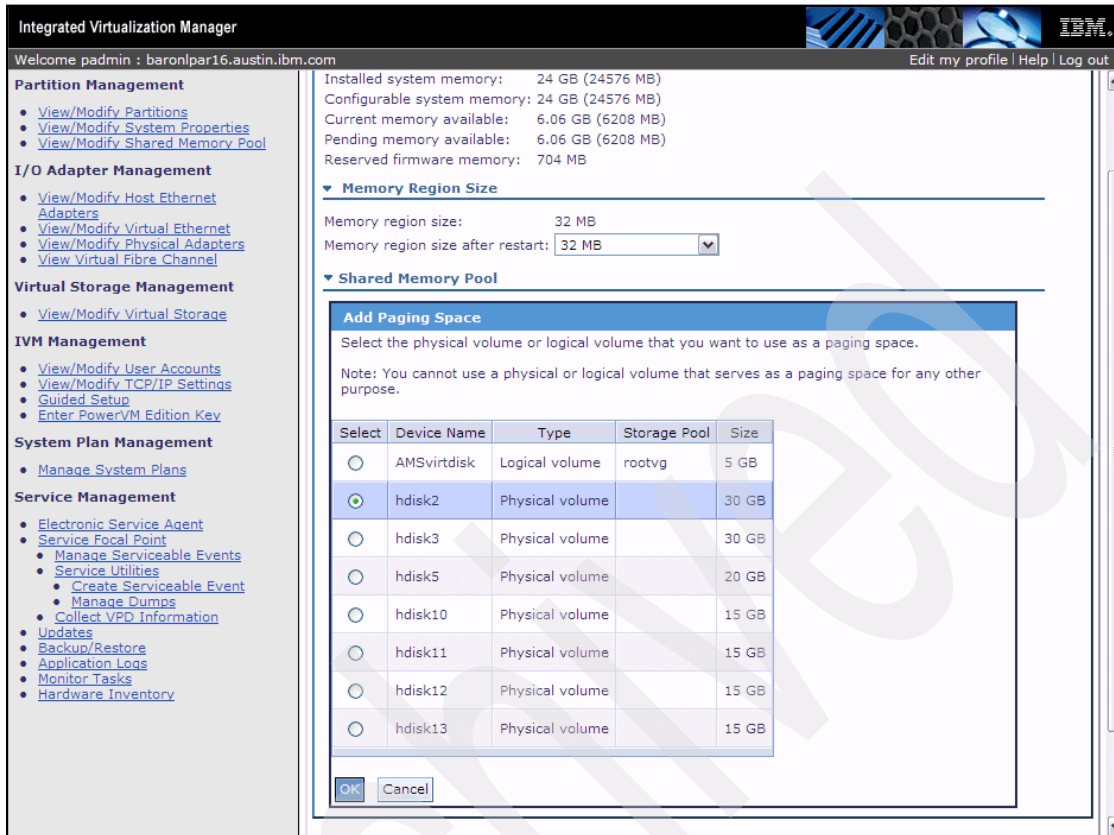 Integrated Virtualization Manager
IBM.
Welcome padmin : baronlpar16.austin.ibm.com
Edit my profile | Help | Log out
Partition Management
View/Modify Partitions
View/Modify System Properties
View/Modify Shared Memory Pool
I/O Adapter Management
View/Modify Host Ethernet
Adapters
View/Modify Virtual Ethernet
View/Modify Physical Adapters
View Virtual Fibre Channel
Virtual Storage Management
View/Modify Virtual Storage
IVM Management
View/Modify User Accounts
View/Modify TCP/IP Settings
Guided Setup
Enter PowerVM Edition Key
System Plan Management
Manage System Plans
Service Management
Electronic Service Agent
Service Focal Point
Manage Serviceable Events
Service Utilities
Create Serviceable Event
Manage Dumps
Collect VPD Information
Updates
Backup/Restore
Application Logs
Monitor Tasks
Hardware Inventory
Installed system memory: 24 GB (24576 MB)
Configurable system memory: 24 GB (24576 MB)
Current memory available: 6.06 GB (6208 MB)
Pending memory available: 6.06 GB (6208 MB)
Reserved firmware memory: 704 MB
Memory Region Size
Memory region size: 32 MB
Memory region size after restart: 32 MB
Shared Memory Pool
Add Paging Space
Select the physical volume or logical volume that you want to use as a paging space.
Note: You cannot use a physical or logical volume that serves as a paging space for any other
purpose.
Select Device Name Type Storage Pool Size
AMSvirtdisk Logical volume rootvg 5 GB
hdisk2 Physical volume 30 GB
hdisk3 Physical volume 30 GB
hdisk5 Physical volume 20 GB
hdisk10 Physical volume 15 GB
hdisk11 Physical volume 15 GB
hdisk12 Physical volume 15 GB
hdisk13 Physical volume 15 GB
OK Cancel